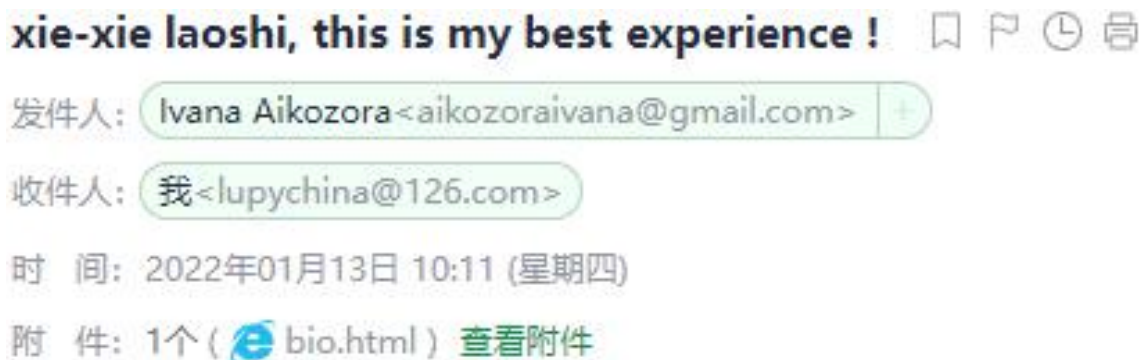 xie-xie laoshi, this is my best experience !
发件人: Ivana Aikozora<aikozoraivana@gmail.com> +
收件人: 我<lupychina@126.com>
时 间: 2022年01月13日 10:11 (星期四)
附 件: 1个 ( bio.html ) 查看附件